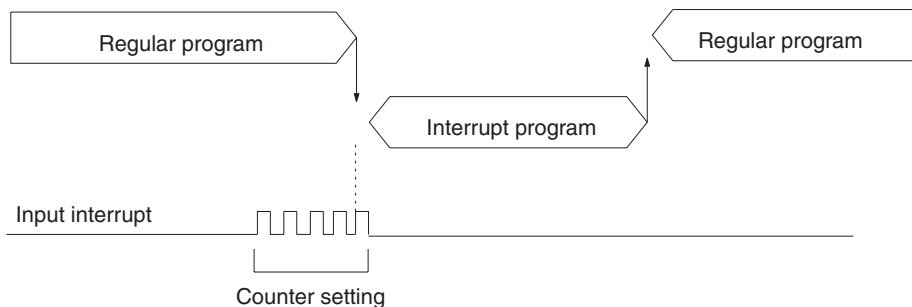 Regular program
Regular program
Interrupt program
Input interrupt
Counter setting